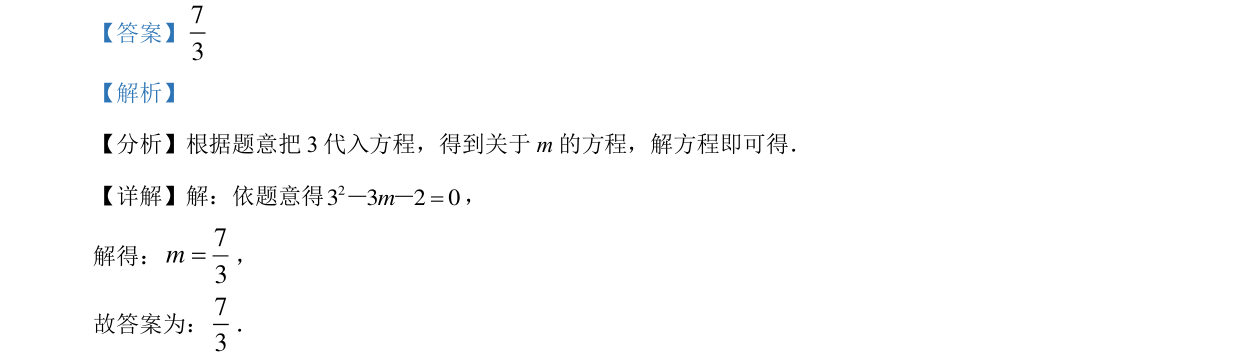 【答案】7/3
【解析】
【分析】根据题意把 3 代入方程，得到关于 m 的方程，解方程即可得．
【详解】解：依题意得3²—3m—2=0，
解得：m=7/3，
故答案为：7/3．